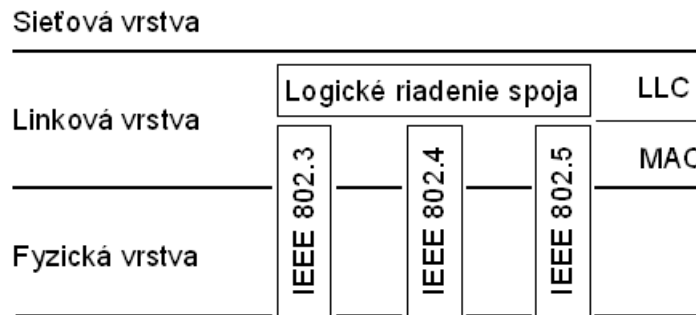 Sieťová vrstva
Logické riadenie spoja
LLC
Linková vrstva
MAC
IEEE 802.3
IEEE 802.4
IEEE 802.5
Fyzická vrstva